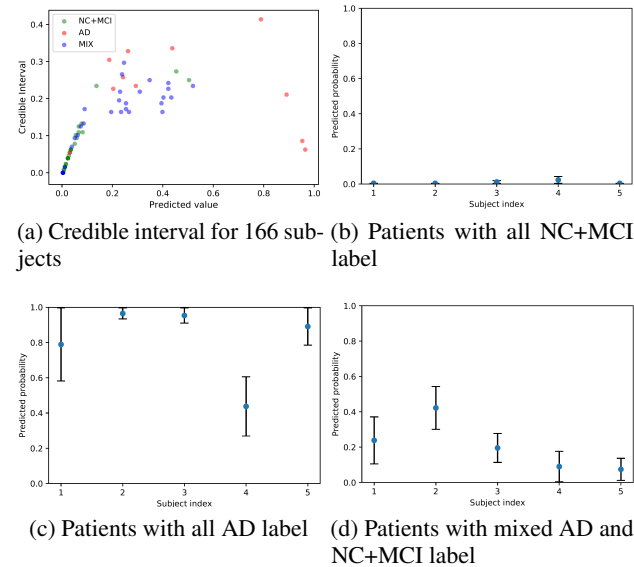 0.4
0.3
0.2
0.1
0.0
Credible Interval
NC+MCI
AD
MIX
0.0 0.2 0.4 0.6 0.8 1.0
Predicted value
1.0
0.8
0.6
0.4
0.2
0.0
Predicted probability
1 2 3 4 5
Subject index
(a) Credible interval for 166 sub-
jects
(b) Patients with all NC+MCI
label
1.0
0.8
0.6
0.4
0.2
0.0
Predicted probability
1 2 3 4 5
Subject index
1.0
0.8
0.6
0.4
0.2
0.0
Predicted probability
1 2 3 4 5
Subject index
(c) Patients with all AD label
(d) Patients with mixed AD and
NC+MCI label